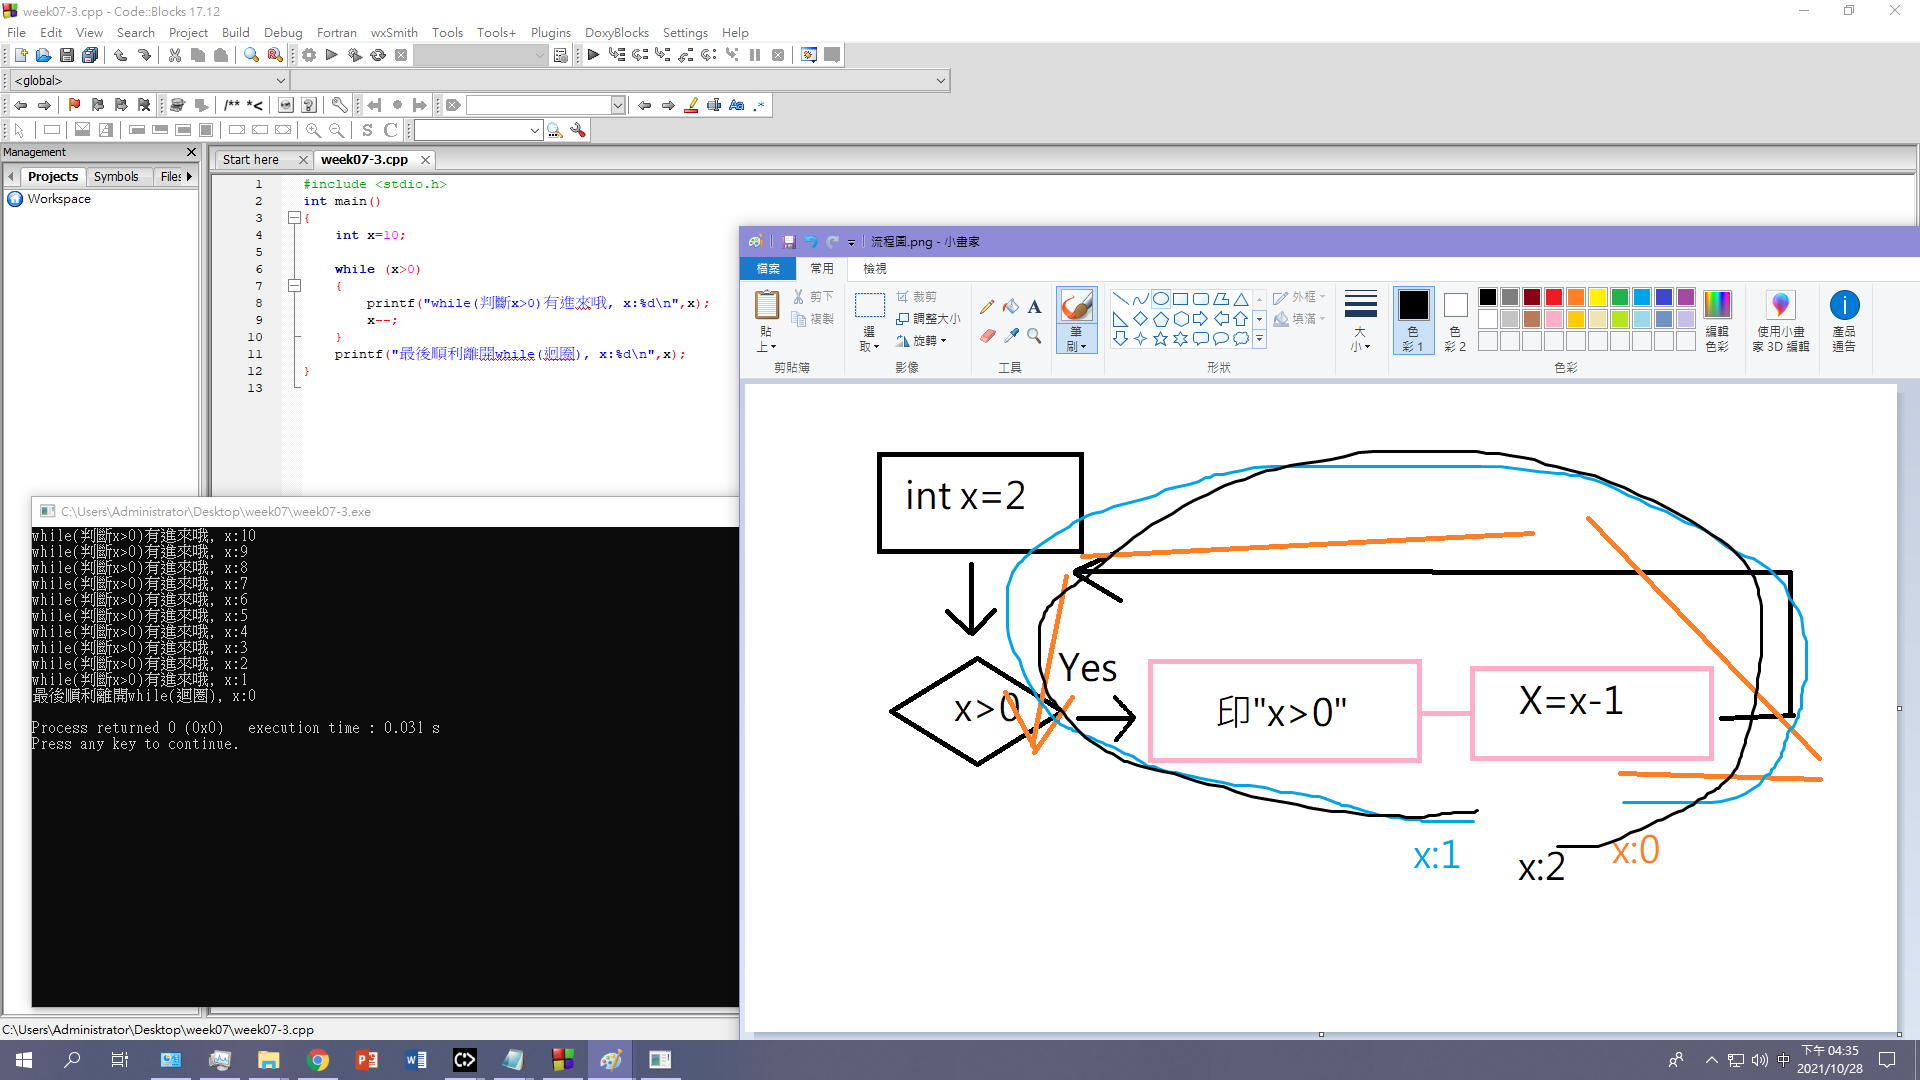 week07-3.cpp - Code::Blocks 17.12
File Edit View Search Project Build Debug Fortran wxSmith Tools Tools+ Plugins DoxyBlocks Settings Help
<global>
/** *<
Aa .*
S C
Management
Projects Symbols Files
Workspace
Start here week07-3.cpp
1 #include <stdio.h>
2 int main()
3 {
4 int x=10;
5
6 while (x>0)
7 {
8 printf("while(判斷x>0)有進來哦, x:%d\n",x);
9 x--;
10 }
11 printf("最後順利離開while(迴圈), x:%d\n",x);
12 }
13
C:\Users\Administrator\Desktop\week07\week07-3.exe
while(判斷x>0)有進來哦, x:10
while(判斷x>0)有進來哦, x:9
while(判斷x>0)有進來哦, x:8
while(判斷x>0)有進來哦, x:7
while(判斷x>0)有進來哦, x:6
while(判斷x>0)有進來哦, x:5
while(判斷x>0)有進來哦, x:4
while(判斷x>0)有進來哦, x:3
while(判斷x>0)有進來哦, x:2
while(判斷x>0)有進來哦, x:1
最後順利離開while(迴圈), x:0
Process returned 0 (0x0) execution time : 0.031 s
Press any key to continue.
流程圖.png - 小畫家
檔案 常用 檢視
貼上
剪下
複製
剪貼簿
選取
裁剪
調整大小
旋轉
影像
A
工具
筆刷
外框
填滿
形狀
大小
色彩 1
色彩 2
編輯色彩
色彩
使用小畫家 3D 編輯
產品通告
int x=2
x>0
Yes
印"x>0"
X=x-1
x:1
x:2
x:0
C:\Users\Administrator\Desktop\week07\week07-3.cpp
中
下午 04:35
2021/10/28